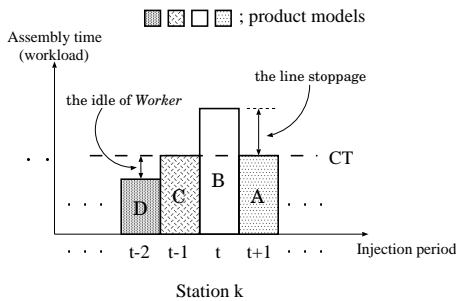 ; product models
Assembly time
(workload)
the line stoppage
the idle of Worker
CT
B
C
A
D
t-2 t-1 t t+1
Injection period
Station k